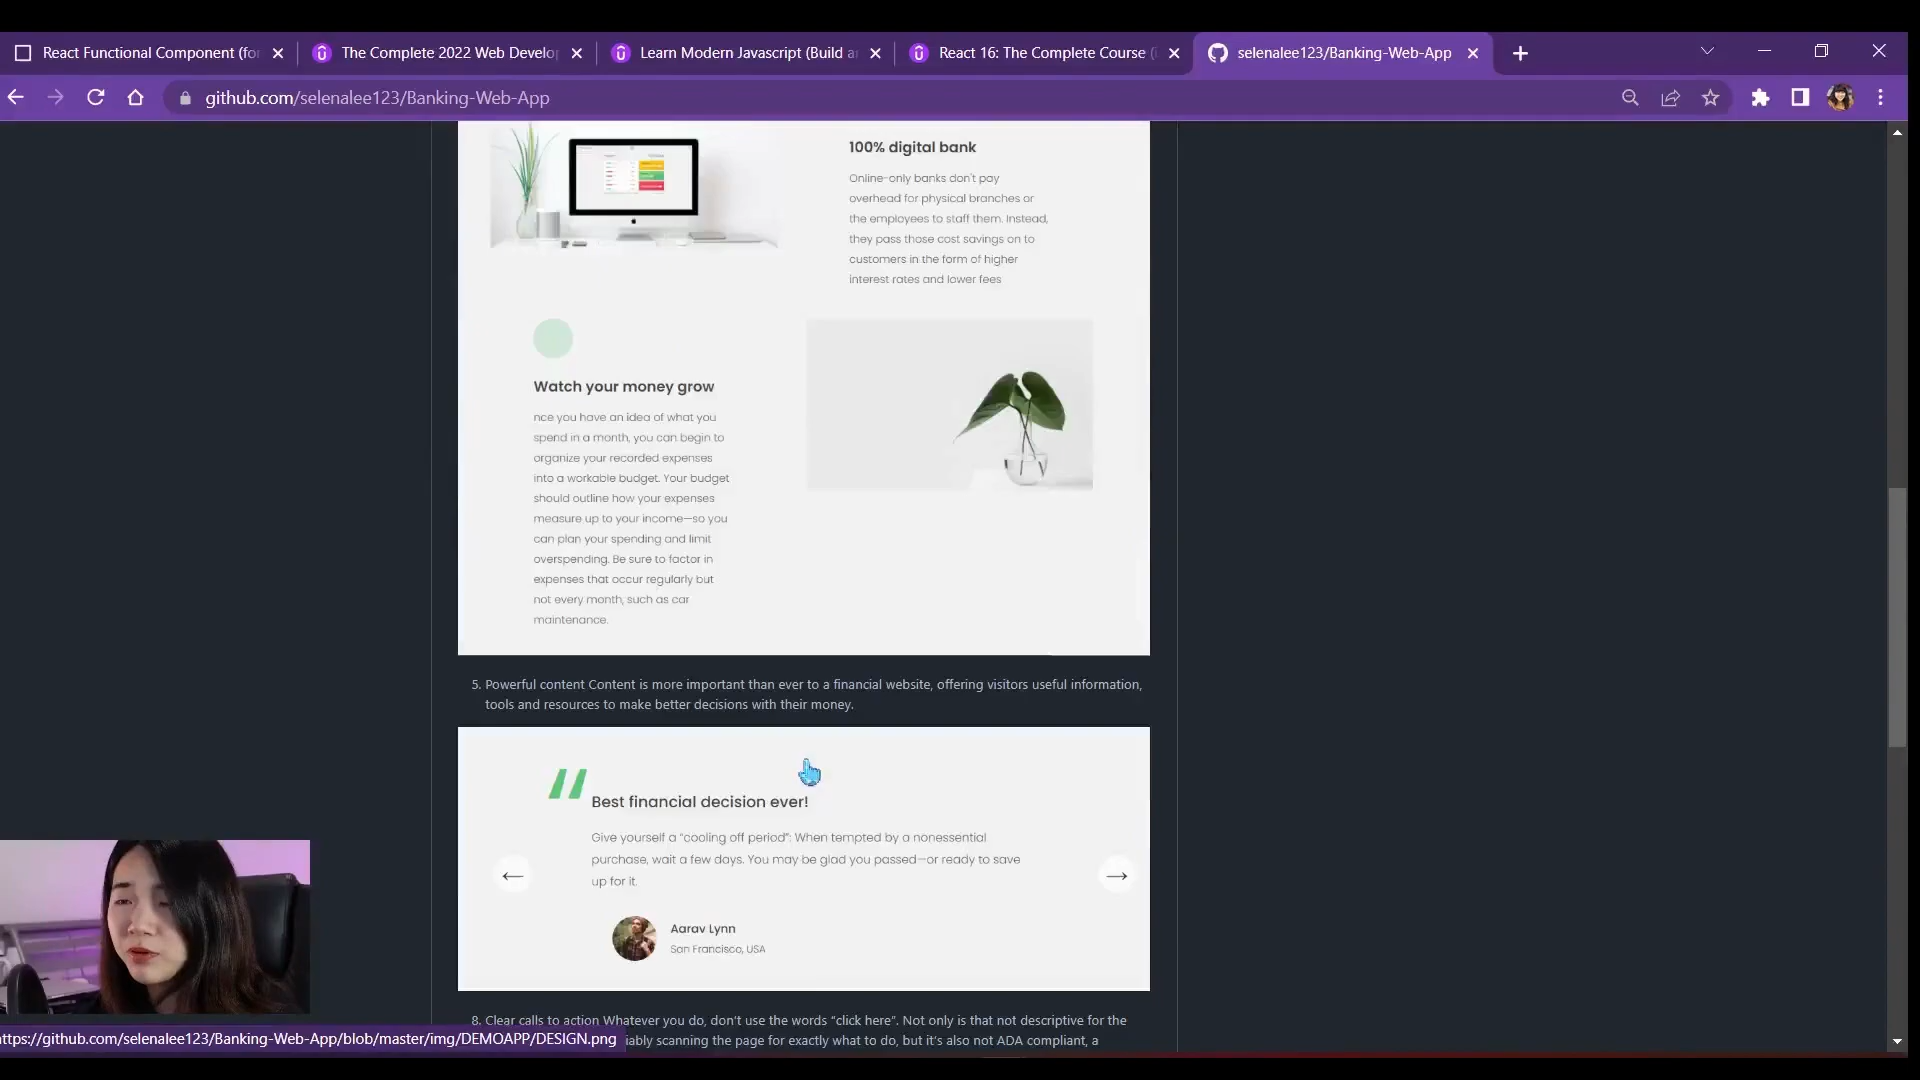 React Functional Component (for
The Complete 2022 Web Develo
Learn Modern Javascript (Build a
React 16: The Complete Course (
selenalee123/Banking-Web-App
github.com/selenalee123/Banking-Web-App
100% digital bank
Online-only banks don't pay
overhead for physical branches or
the employees to staff them. Instead,
they pass those cost savings on to
customers in the form of higher
interest rates and lower fees
Watch your money grow
nce you have an idea of what you
spend in a month, you can begin to
organize your recorded expenses
into a workable budget. Your budget
should outline how your expenses
measure up to your income—so you
can plan your spending and limit
overspending. Be sure to factor in
expenses that occur regularly but
not every month, such as car
maintenance.
5. Powerful content Content is more important than ever to a financial website, offering visitors useful information,
tools and resources to make better decisions with their money.
Best financial decision ever!
Give yourself a “cooling off period”: When tempted by a nonessential
purchase, wait a few days. You may be glad you passed—or ready to save
up for it.
Aarav Lynn
San Francisco, USA
8. Clear calls to action Whatever you do, don't use the words “click here”. Not only is that not descriptive for the
iably scanning the page for exactly what to do, but it's also not ADA compliant, a
ttps://github.com/selenalee123/Banking-Web-App/blob/master/img/DEMOAPP/DESIGN.png